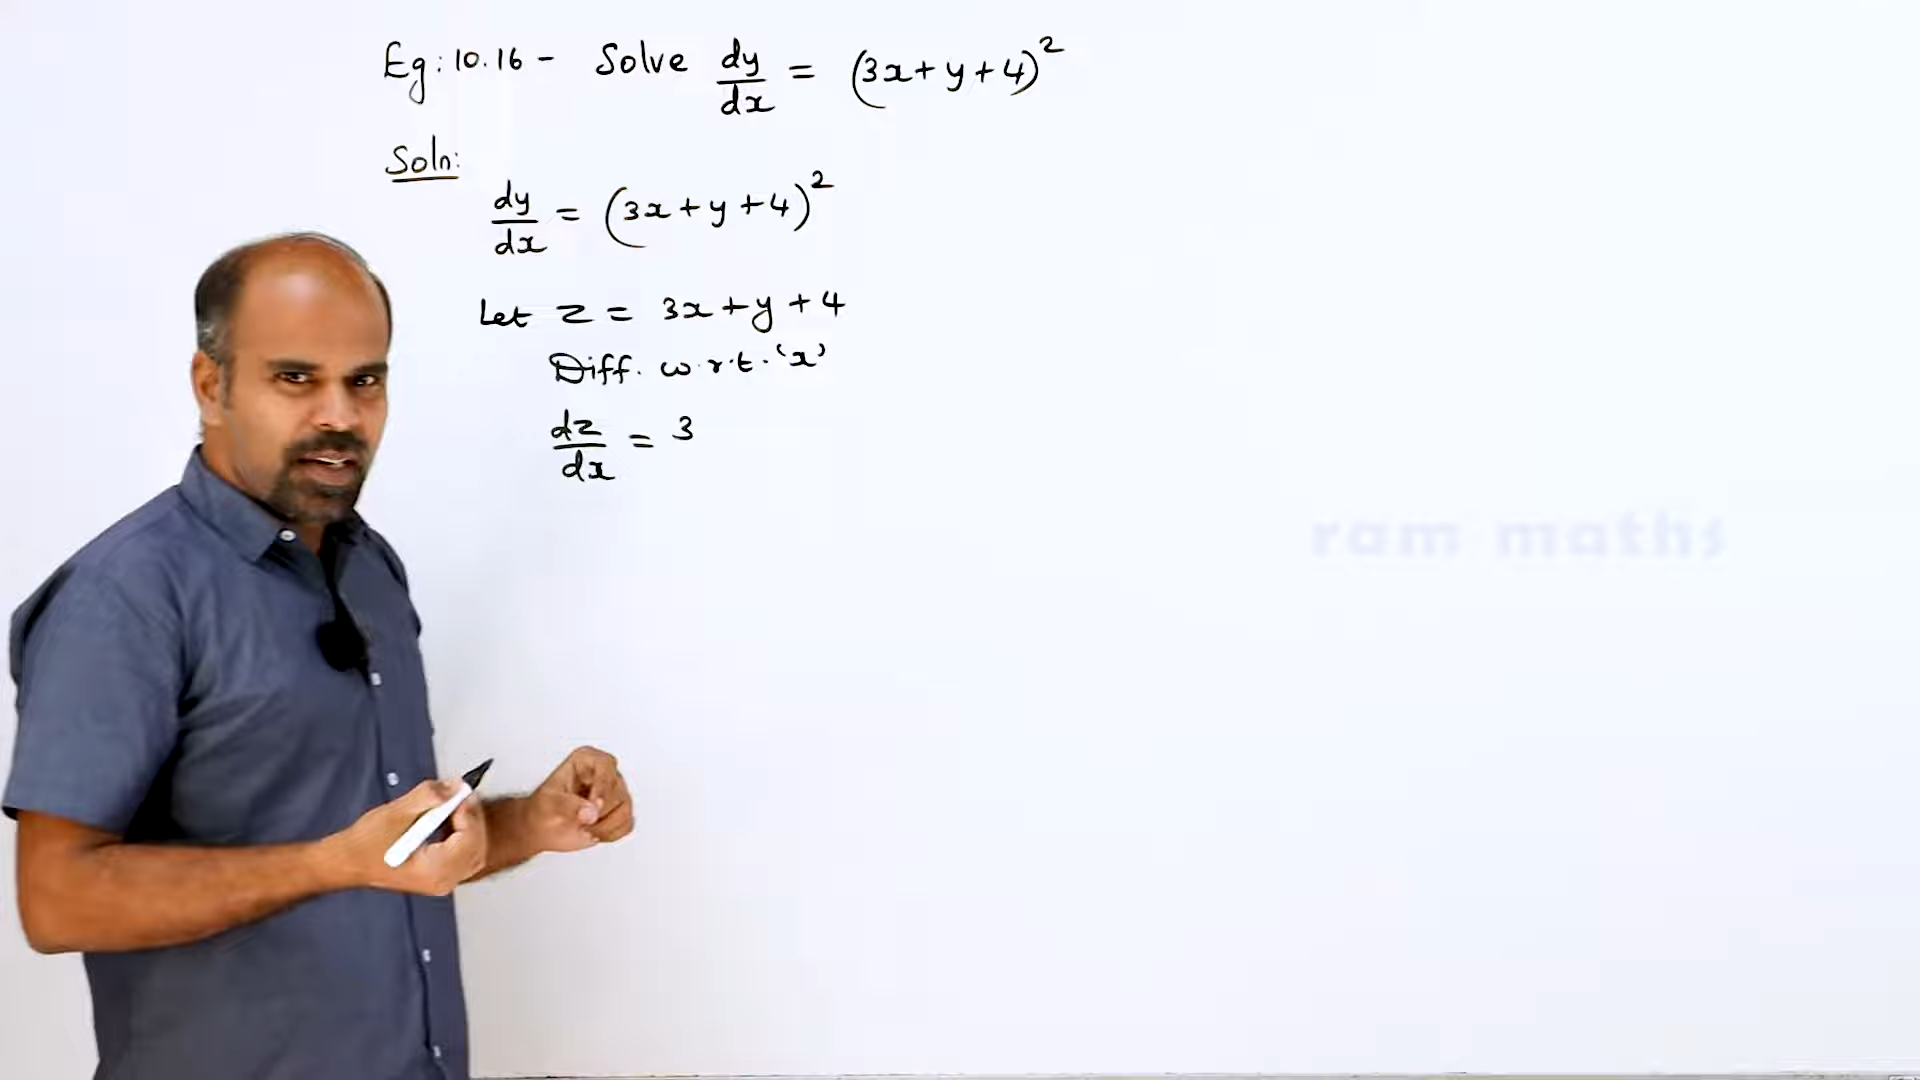 Eg: 10.16 - Solve dy/dx = (3x+y+4)²
Soln:
dy/dx = (3x+y+4)²
Let z = 3x+y+4
Diff. w.r.t. 'x'
dz/dx = 3
ram maths